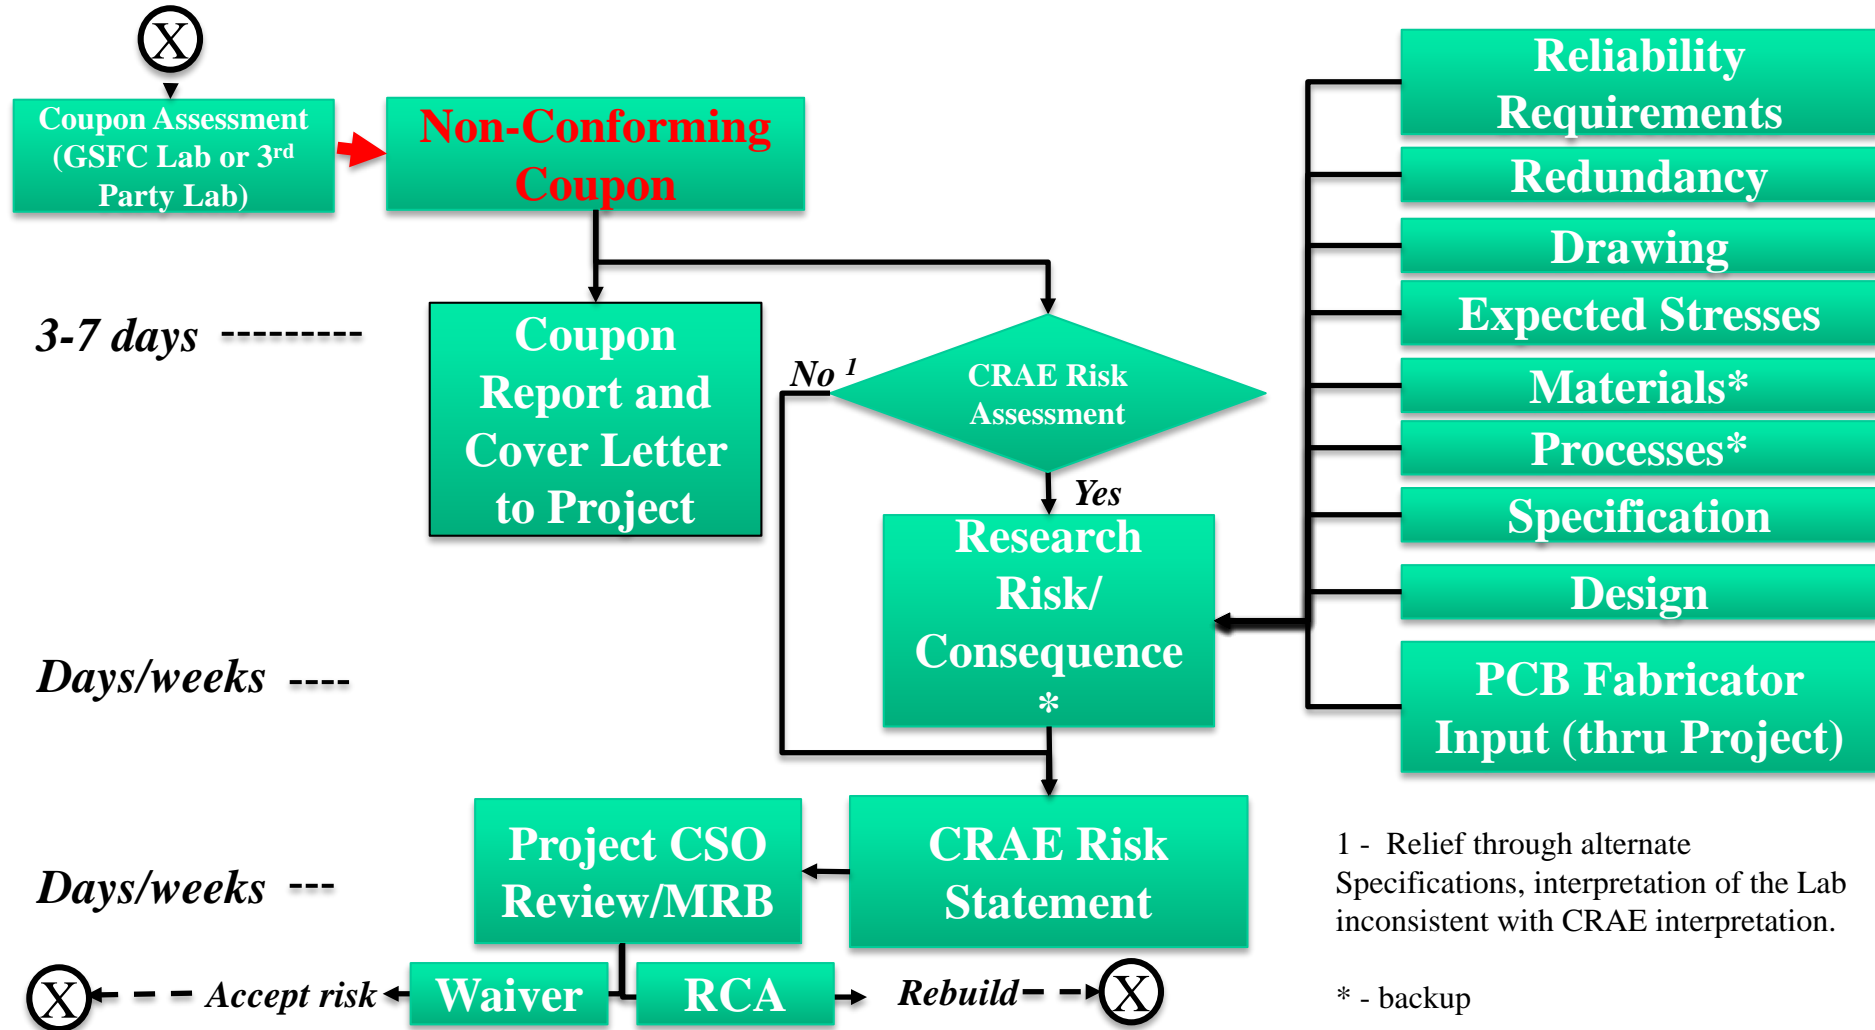 X
Coupon Assessment
(GSFC Lab or 3rd
Party Lab)
Non-Conforming
Coupon
3-7 days ---------
Coupon
Report and
Cover Letter
to Project
No 1
CRAE Risk
Assessment
Yes
Research
Risk/
Consequence
*
Days/weeks ----
Reliability
Requirements
Redundancy
Drawing
Expected Stresses
Materials*
Processes*
Specification
Design
PCB Fabricator
Input (thru Project)
Days/weeks ---
Project CSO
Review/MRB
CRAE Risk
Statement
X
Accept risk
Waiver
RCA
Rebuild
X
1 - Relief through alternate
Specifications, interpretation of the Lab
inconsistent with CRAE interpretation.
* - backup